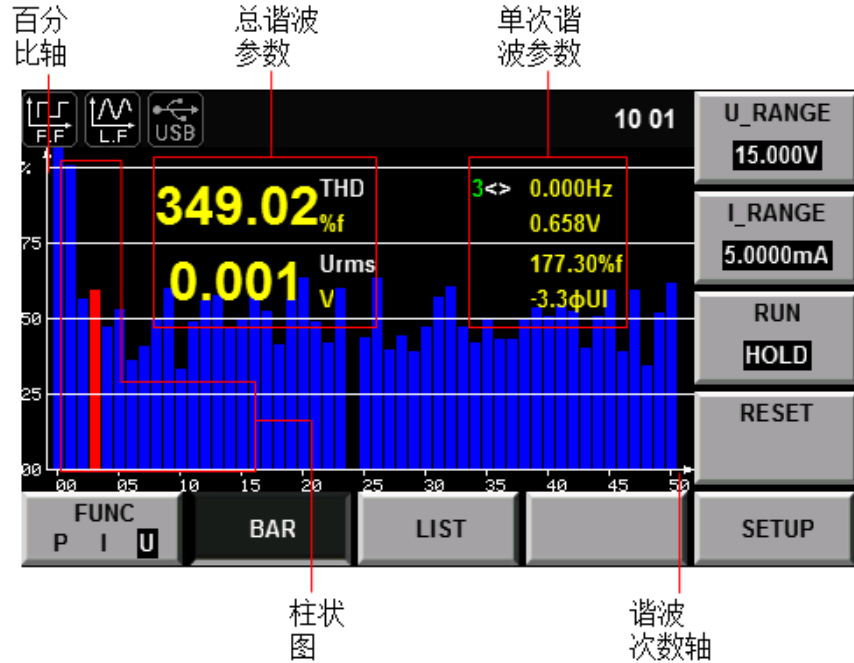 百分
比轴
总谐波
参数
单次谐
波参数
F.F
L.F
USB
10 01
U_RANGE
15.000V
%
349.02 THD %f
3<> 0.000Hz
0.658V
I_RANGE
5.0000mA
75
0.001 Urms V
177.30%f
-3.3ϕUI
50
RUN
HOLD
25
RESET
00
00 05 10 15 20 25 30 35 40 45 50
FUNC
P I U
BAR
LIST
SETUP
柱状
图
谐波
次数轴